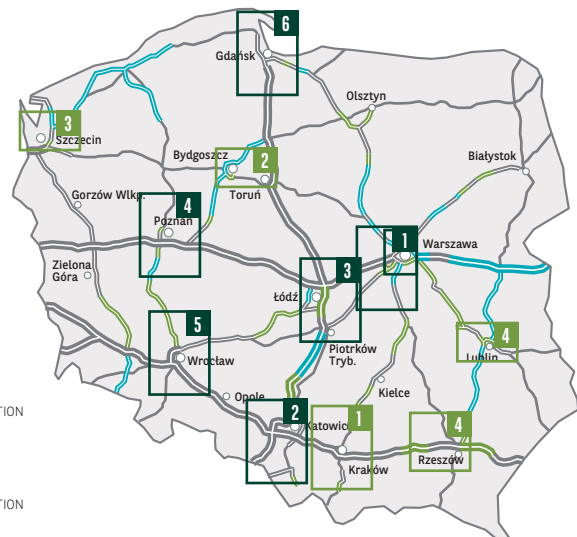 6
Gdańsk
Olsztyn
3
Szczecin
Białystok
Bydgoszcz
2
Toruń
Gorzów Wlkp.
4
Poznań
1
Warszawa
Zielona
Góra
3
Łódź
5
Wrocław
Piotrków
Tryb.
4
Lublin
Kielce
Opole
TION
2
Katowice
1
4
Kraków
Rzeszów
TION